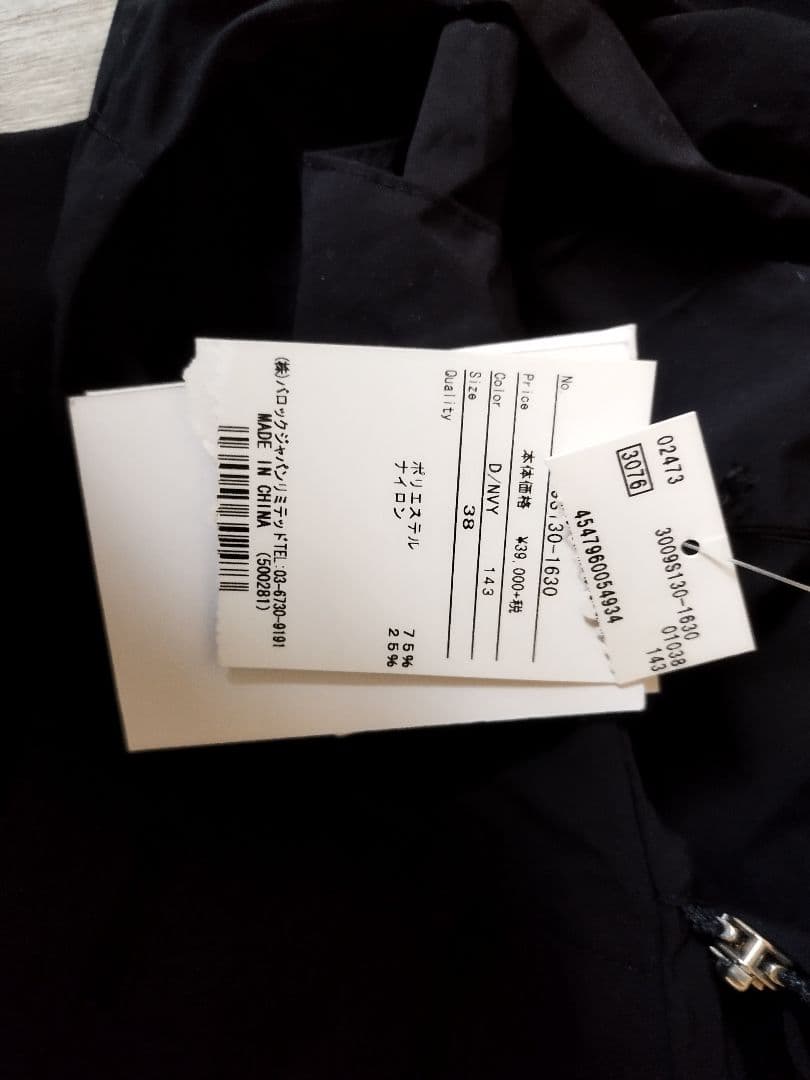 No.
S130-1630
Price 本体価格 ¥39,000+税
Color D/NVY 143
Size 38
Quality
ポリエステル 75%
ナイロン 25%
MADE IN CHINA (500281)
(株)バロックジャパンリミテッドTEL:03-6730-9191
02473 3009S130-1630
3076 01038
143
4547960054934